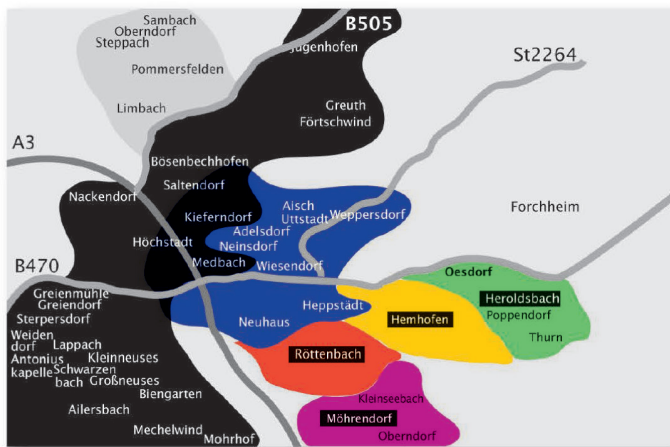 Sambach
Oberndorf
Steppach
Pommersfelden
Limbach
B505
Jugenhofen
St2264
Greuth
Förtschwind
A3
Bösenbechhofen
Saltendorf
Nackendorf
Kieferndorf
Aisch
Uttstadt
Weppersdorf
Forchheim
Höchstadt
Adelsdorf
Neinsdorf
Medbach
Wiesendorf
B470
Oesdorf
Greienmühle
Greiendorf
Sterpersdorf
Heppstädt
Heroldsbach
Poppendorf
Neuhaus
Hemhofen
Thurn
Weiden
dorf
Lappach
Antonius
kapelle
Kleinneuses
Schwarzen
bach
Großneuses
Röttenbach
Biengarten
Kleinseebach
Ailersbach
Möhrendorf
Mechelwind
Mohrhof
Oberndorf